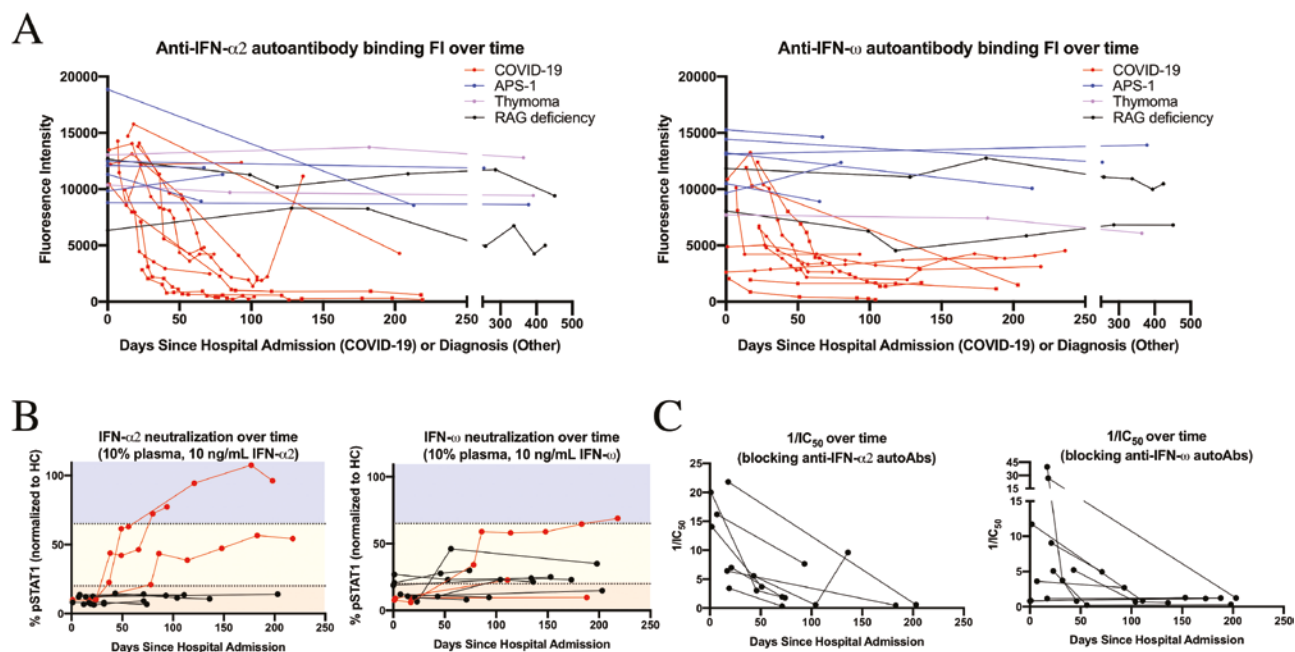 A
Anti-IFN-α2 autoantibody binding FI over time
COVID-19
APS-1
Thymoma
RAG deficiency
Fluorescence Intensity
20000
15000
10000
5000
0
0 50 100 150 200 250 300 400 500
Days Since Hospital Admission (COVID-19) or Diagnosis (Other)
Anti-IFN-ω autoantibody binding FI over time
COVID-19
APS-1
Thymoma
RAG deficiency
Fluorescence Intensity
20000
15000
10000
5000
0
0 50 100 150 200 250 300 400 500
Days Since Hospital Admission (COVID-19) or Diagnosis (Other)
B
IFN-α2 neutralization over time
(10% plasma, 10 ng/mL IFN-α2)
% pSTAT1 (normalized to HC)
100
50
0
0 50 100 150 200 250
Days Since Hospital Admission
IFN-ω neutralization over time
(10% plasma, 10 ng/mL IFN-ω)
% pSTAT1 (normalized to HC)
100
50
0
0 50 100 150 200 250
Days Since Hospital Admission
C
1/IC50 over time
(blocking anti-IFN-α2 autoAbs)
1/IC50
25
20
15
10
5
0
0 50 100 150 200 250
Days Since Hospital Admission
1/IC50 over time
(blocking anti-IFN-ω autoAbs)
1/IC50
45
30
15
15
10
5
0
0 50 100 150 200 250
Days Since Hospital Admission